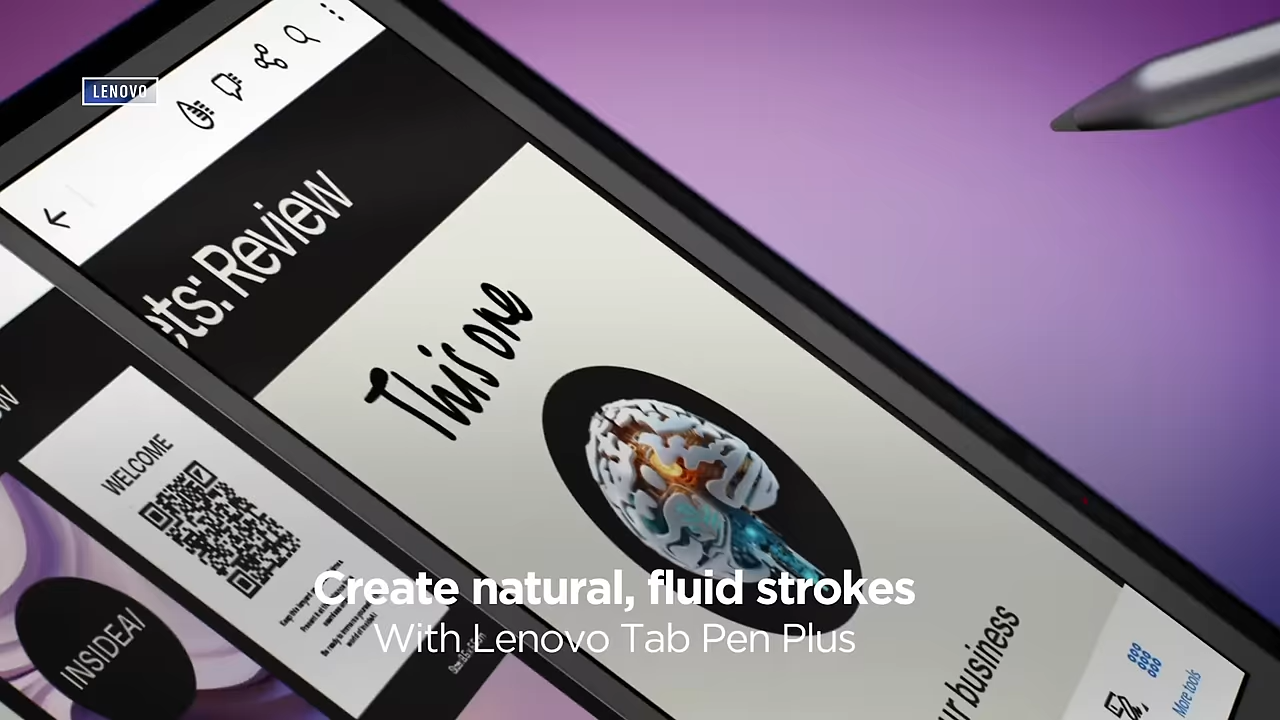 LENOVO
ets: Review
This one
WELCOME
INSIDEAI
Create natural, fluid strokes
With Lenovo Tab Pen Plus
ur business
More tools